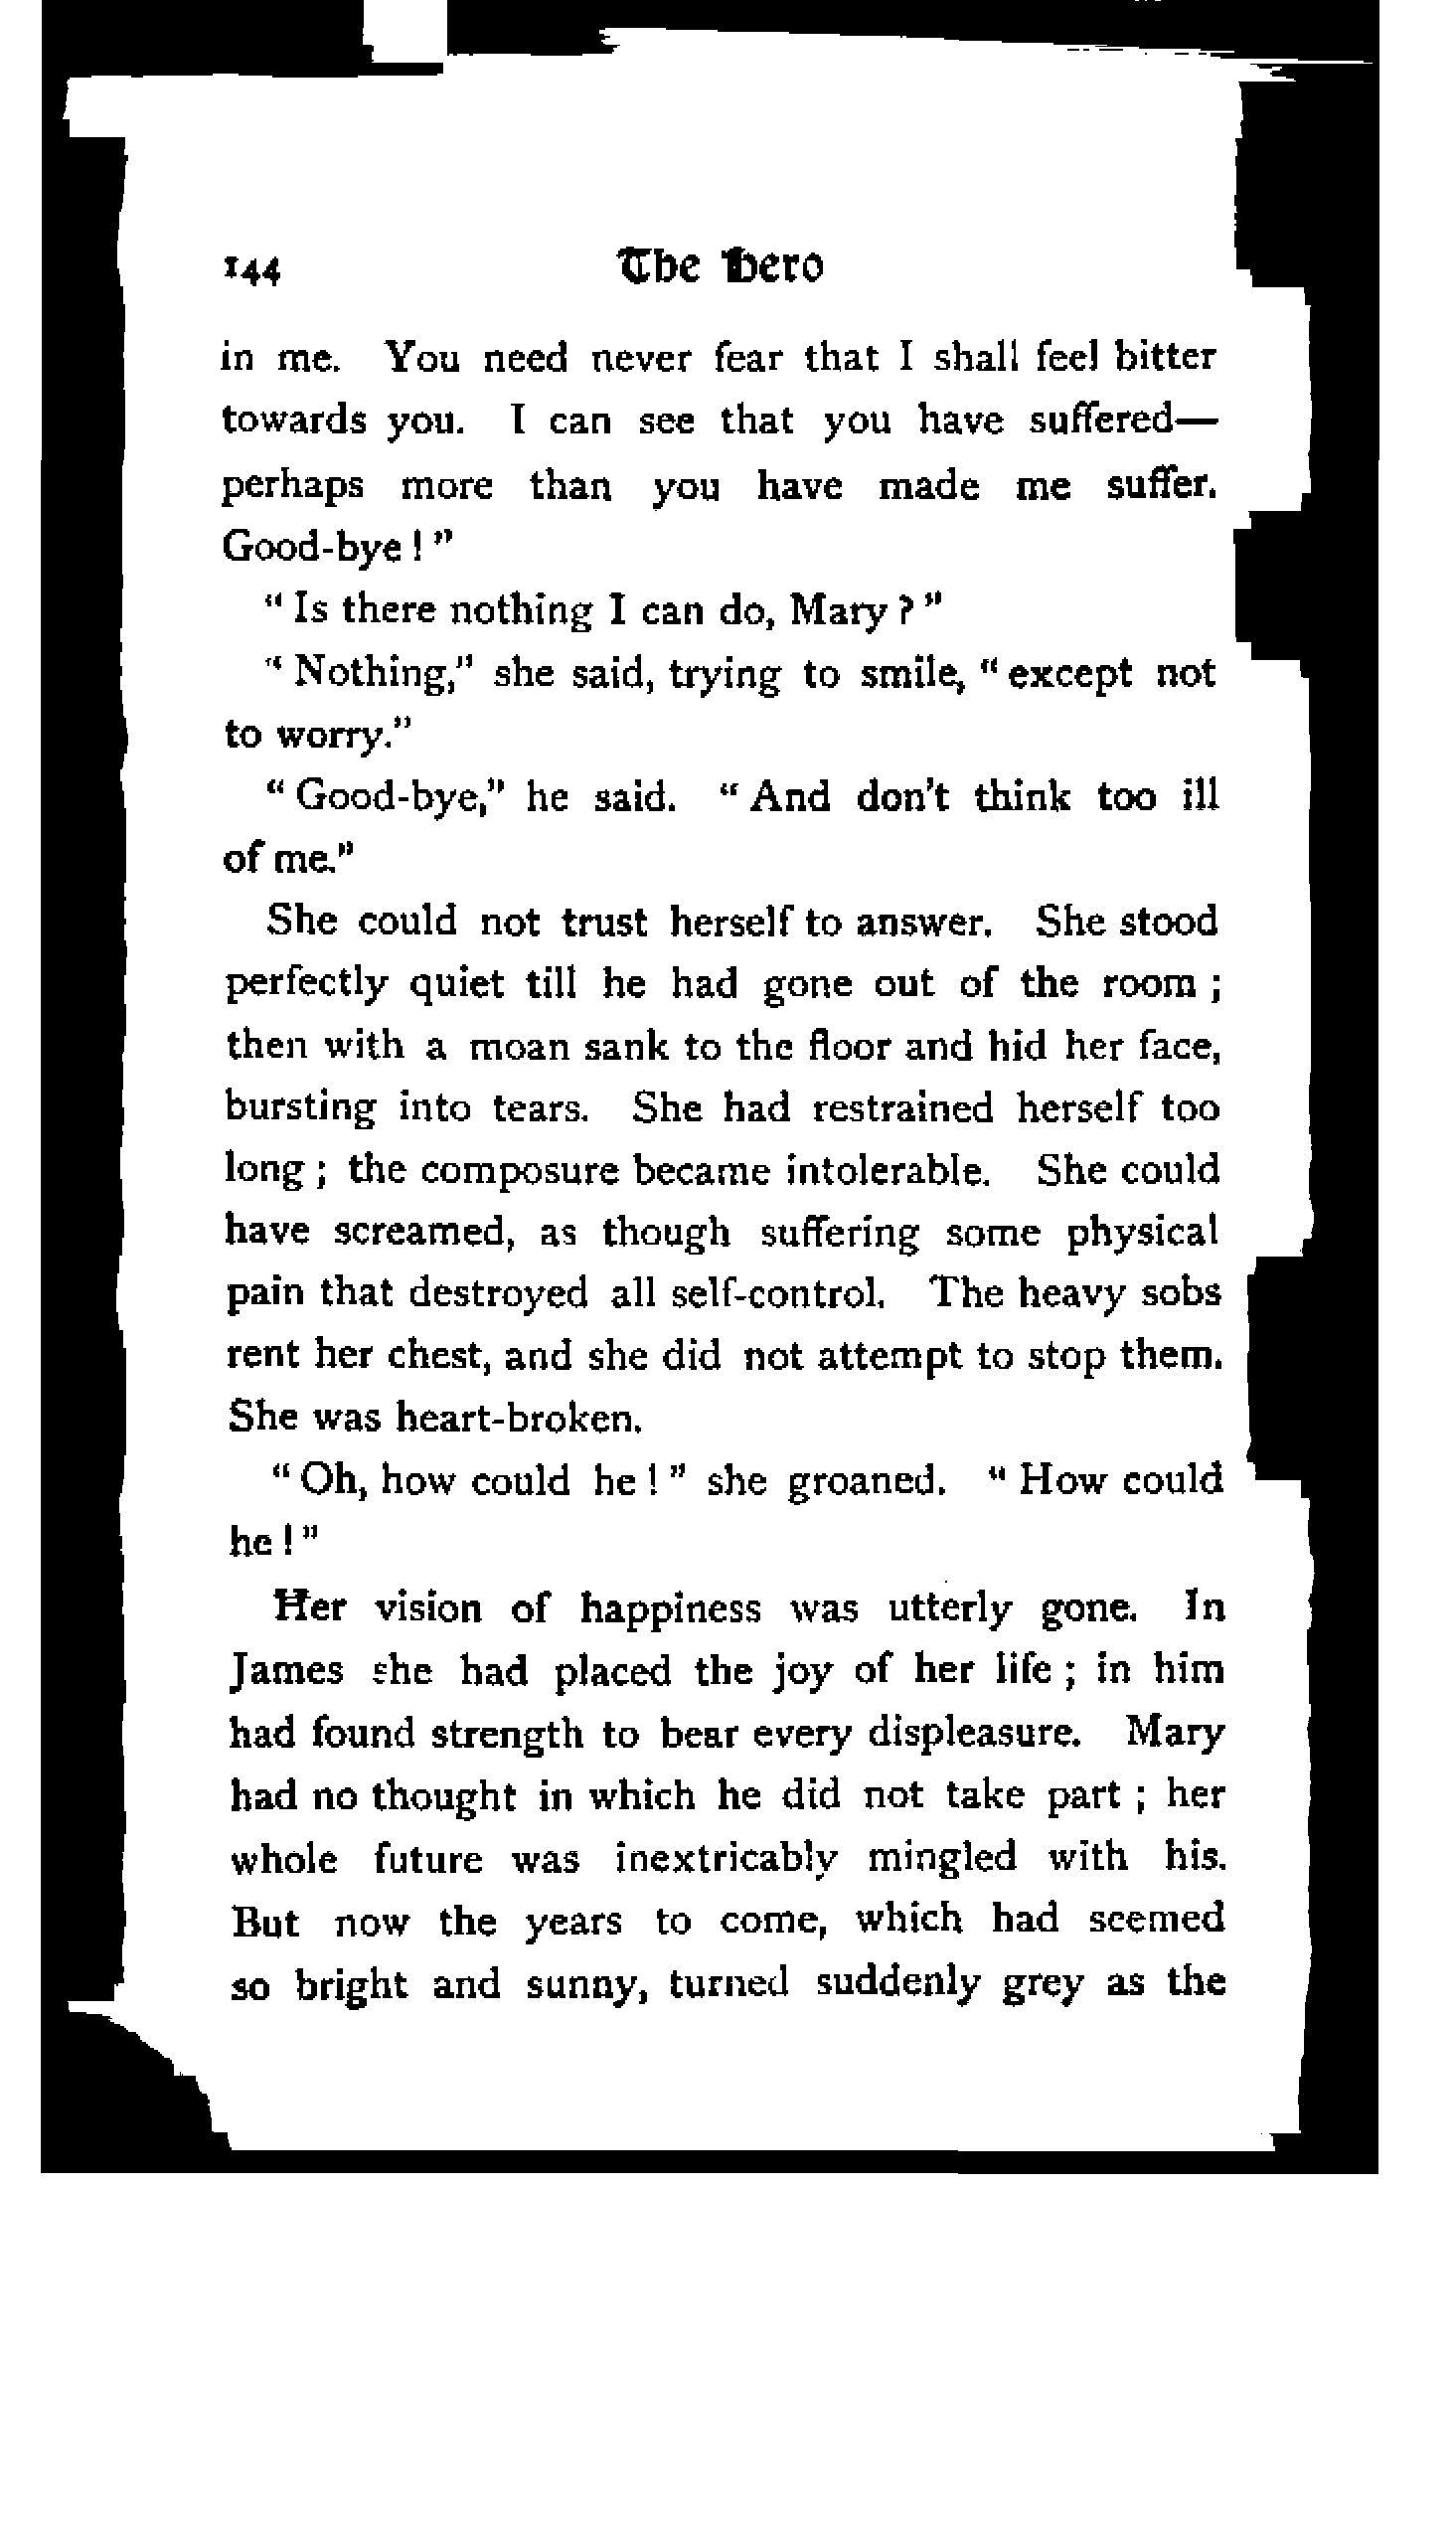 144 The Hero
in me. You need never fear that I shall feel bitter
towards you. I can see that you have suffered—
perhaps more than you have made me suffer.
Good-bye ! ”
“ Is there nothing I can do, Mary ? ”
“ Nothing,” she said, trying to smile, “ except not
to worry.”
“ Good-bye,” he said. “ And don't think too ill
of me.”
She could not trust herself to answer. She stood
perfectly quiet till he had gone out of the room ;
then with a moan sank to the floor and hid her face,
bursting into tears. She had restrained herself too
long ; the composure became intolerable. She could
have screamed, as though suffering some physical
pain that destroyed all self-control. The heavy sobs
rent her chest, and she did not attempt to stop them.
She was heart-broken.
“ Oh, how could he ! ” she groaned. “ How could
he ! ”
Her vision of happiness was utterly gone. In
James she had placed the joy of her life ; in him
had found strength to bear every displeasure. Mary
had no thought in which he did not take part ; her
whole future was inextricably mingled with his.
But now the years to come, which had seemed
so bright and sunny, turned suddenly grey as the